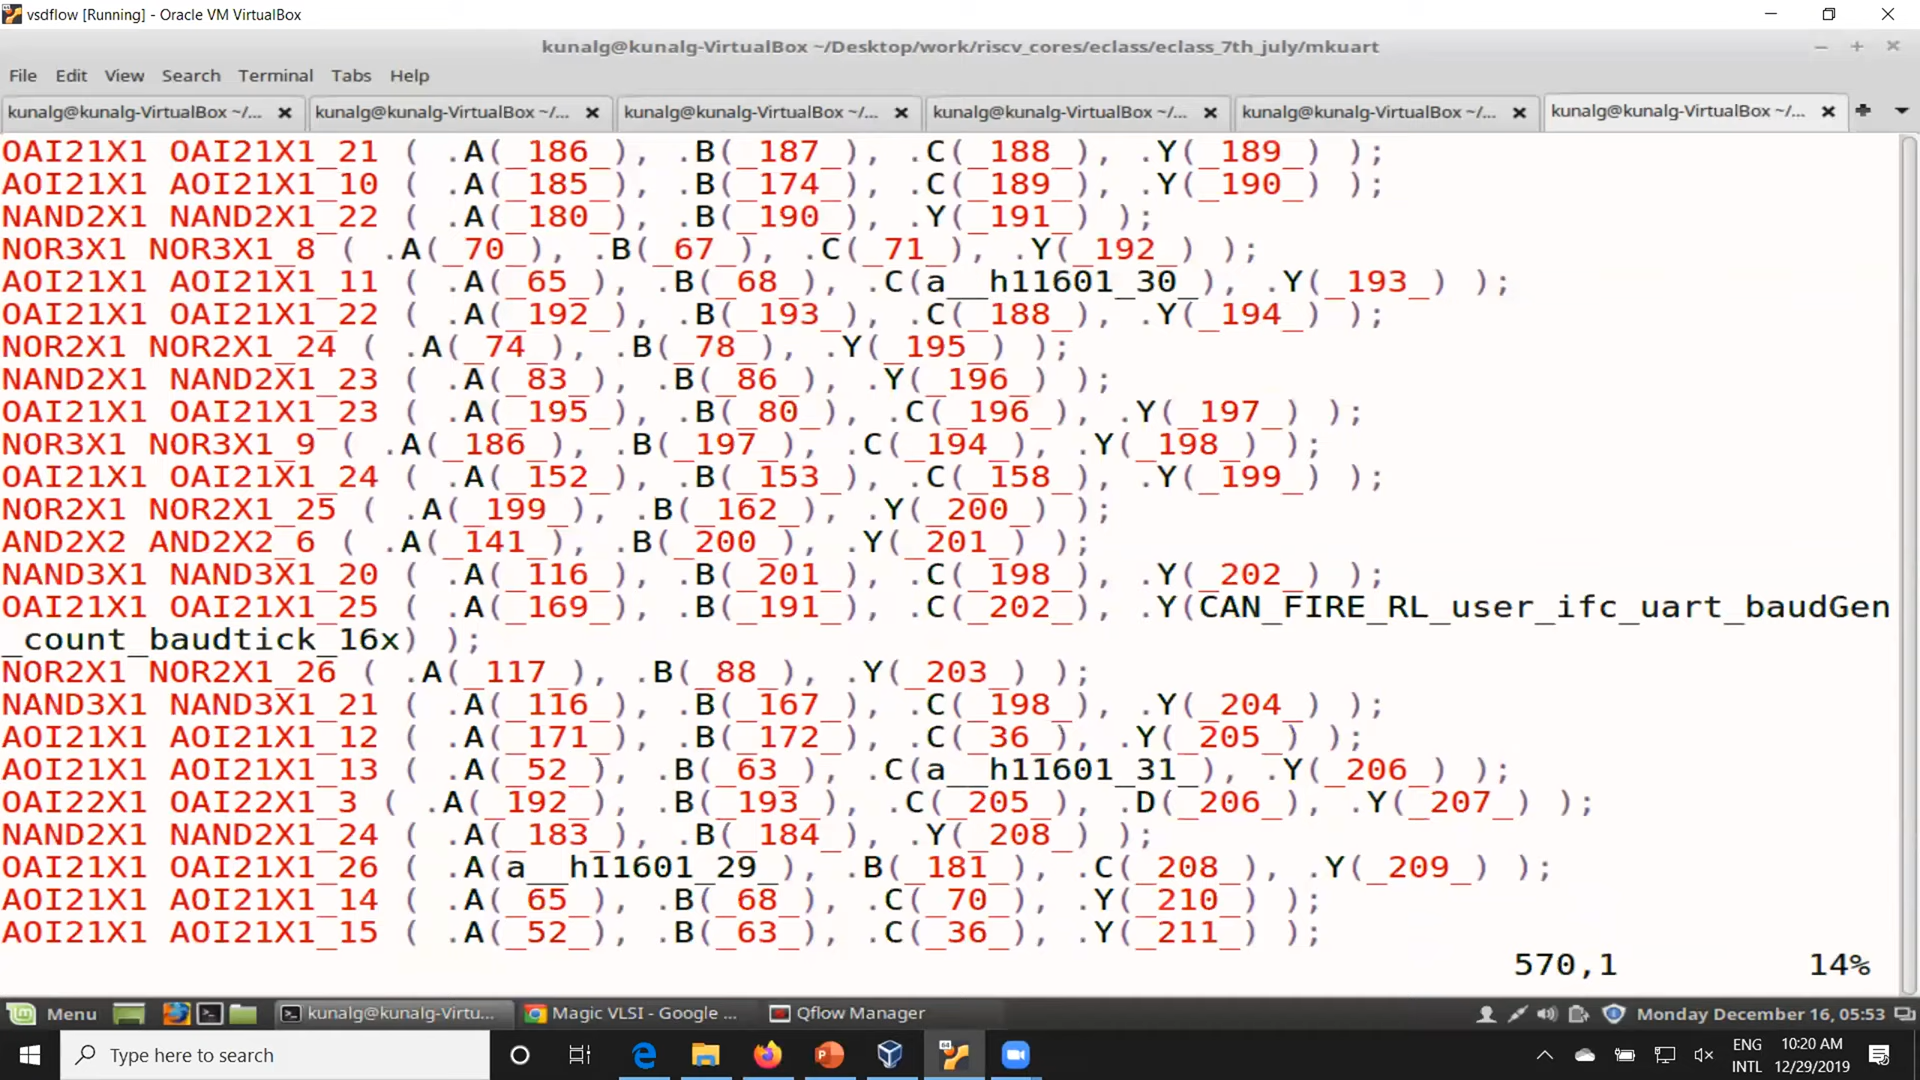 vsdflow [Running] - Oracle VM VirtualBox
kunalg@kunalg-VirtualBox ~/Desktop/work/riscv_cores/eclass/eclass_7th_july/mkuart
File Edit View Search Terminal Tabs Help
kunalg@kunalg-VirtualBox ~/... kunalg@kunalg-VirtualBox ~/... kunalg@kunalg-VirtualBox ~/... kunalg@kunalg-VirtualBox ~/... kunalg@kunalg-VirtualBox ~/... kunalg@kunalg-VirtualBox ~/...
OAI21X1 OAI21X1_21 ( .A(_186_), .B(_187_), .C(_188_), .Y(_189_) );
AOI21X1 AOI21X1_10 ( .A(_185_), .B(_174_), .C(_189_), .Y(_190_) );
NAND2X1 NAND2X1_22 ( .A(_180_), .B(_190_), .Y(_191_) );
NOR3X1 NOR3X1_8 ( .A(_70_), .B(_67_), .C(_71_), .Y(_192_) );
AOI21X1 AOI21X1_11 ( .A(_65_), .B(_68_), .C(a__h11601_30_), .Y(_193_) );
OAI21X1 OAI21X1_22 ( .A(_192_), .B(_193_), .C(_188_), .Y(_194_) );
NOR2X1 NOR2X1_24 ( .A(_74_), .B(_78_), .Y(_195_) );
NAND2X1 NAND2X1_23 ( .A(_83_), .B(_86_), .Y(_196_) );
OAI21X1 OAI21X1_23 ( .A(_195_), .B(_80_), .C(_196_), .Y(_197_) );
NOR3X1 NOR3X1_9 ( .A(_186_), .B(_197_), .C(_194_), .Y(_198_) );
OAI21X1 OAI21X1_24 ( .A(_152_), .B(_153_), .C(_158_), .Y(_199_) );
NOR2X1 NOR2X1_25 ( .A(_199_), .B(_162_), .Y(_200_) );
AND2X2 AND2X2_6 ( .A(_141_), .B(_200_), .Y(_201_) );
NAND3X1 NAND3X1_20 ( .A(_116_), .B(_201_), .C(_198_), .Y(_202_) );
OAI21X1 OAI21X1_25 ( .A(_169_), .B(_191_), .C(_202_), .Y(CAN_FIRE_RL_user_ifc_uart_baudGen
_count_baudtick_16x) );
NOR2X1 NOR2X1_26 ( .A(_117_), .B(_88_), .Y(_203_) );
NAND3X1 NAND3X1_21 ( .A(_116_), .B(_167_), .C(_198_), .Y(_204_) );
AOI21X1 AOI21X1_12 ( .A(_171_), .B(_172_), .C(_36_), .Y(_205_) );
AOI21X1 AOI21X1_13 ( .A(_52_), .B(_63_), .C(a__h11601_31_), .Y(_206_) );
OAI22X1 OAI22X1_3 ( .A(_192_), .B(_193_), .C(_205_), .D(_206_), .Y(_207_) );
NAND2X1 NAND2X1_24 ( .A(_183_), .B(_184_), .Y(_208_) );
OAI21X1 OAI21X1_26 ( .A(a__h11601_29_), .B(_181_), .C(_208_), .Y(_209_) );
AOI21X1 AOI21X1_14 ( .A(_65_), .B(_68_), .C(_70_), .Y(_210_) );
AOI21X1 AOI21X1_15 ( .A(_52_), .B(_63_), .C(_36_), .Y(_211_) );
570,1 14%
Menu kunalg@kunalg-Virtu... Magic VLSI - Google ... Qflow Manager Monday December 16, 05:53
Type here to search ENG 10:20 AM
INTL 12/29/2019